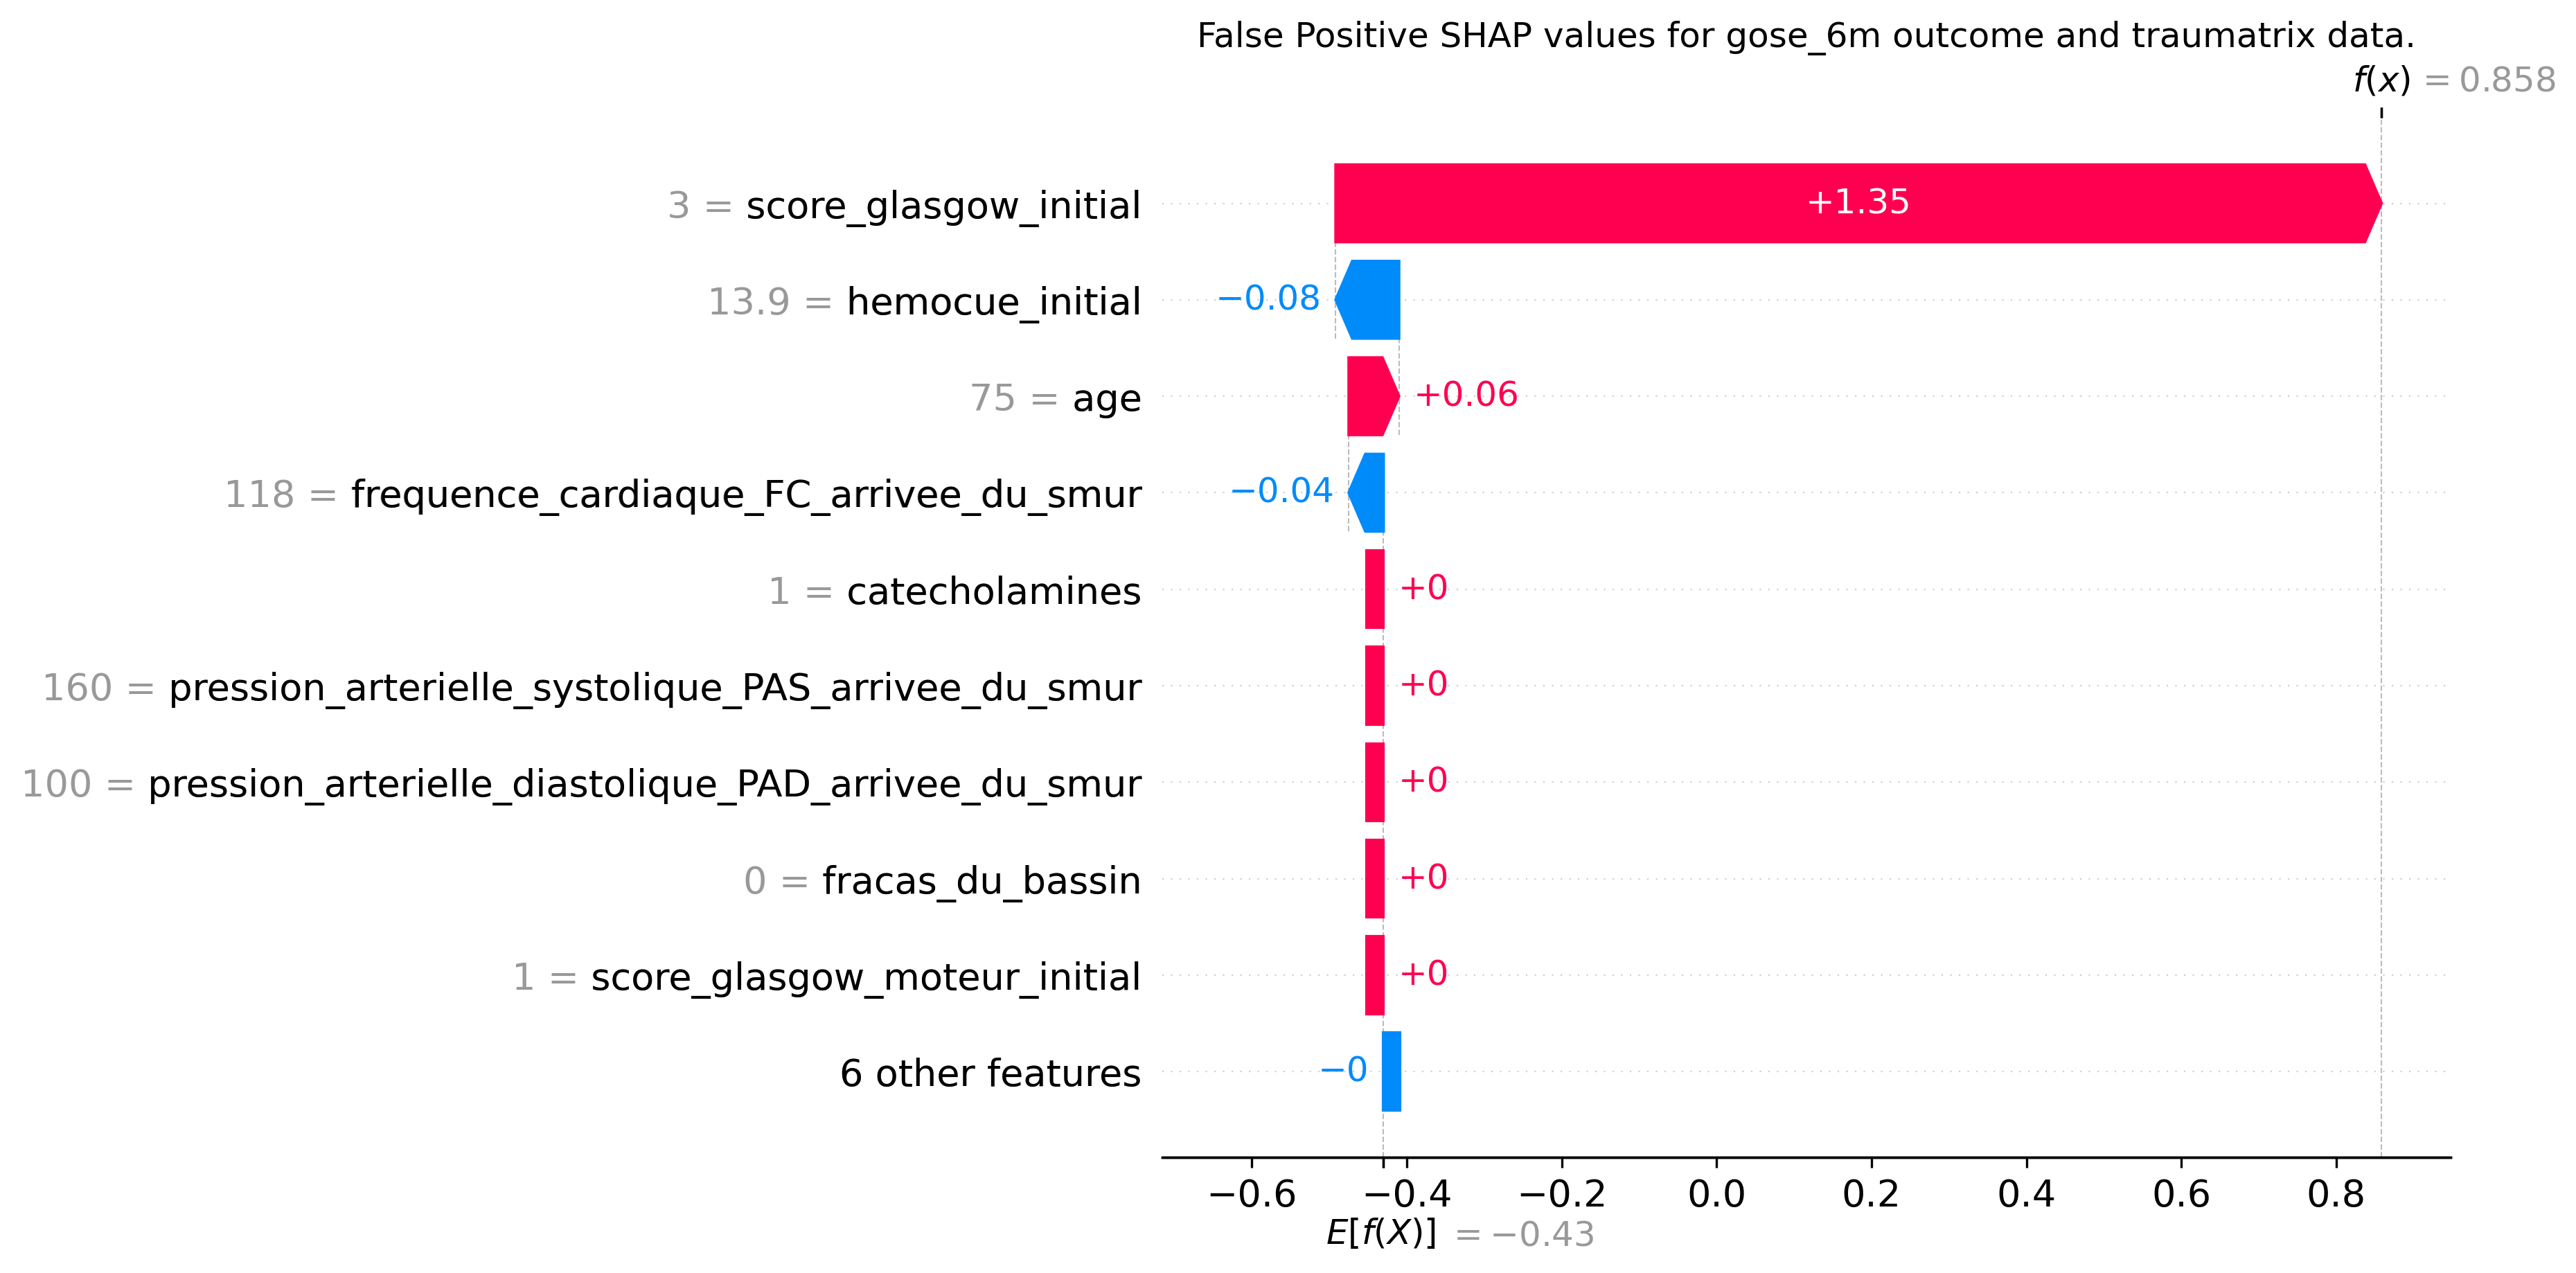 False Positive SHAP values for gose_6m outcome and traumatrix data.
f(x) = 0.858
3 = score_glasgow_initial
+1.35
13.9 = hemocue_initial
−0.08
75 = age
+0.06
118 = frequence_cardiaque_FC_arrivee_du_smur
−0.04
1 = catecholamines
+0
160 = pression_arterielle_systolique_PAS_arrivee_du_smur
+0
100 = pression_arterielle_diastolique_PAD_arrivee_du_smur
+0
0 = fracas_du_bassin
+0
1 = score_glasgow_moteur_initial
+0
6 other features
−0
−0.6 −0.4 −0.2 0.0 0.2 0.4 0.6 0.8
E[f(X)] = −0.43